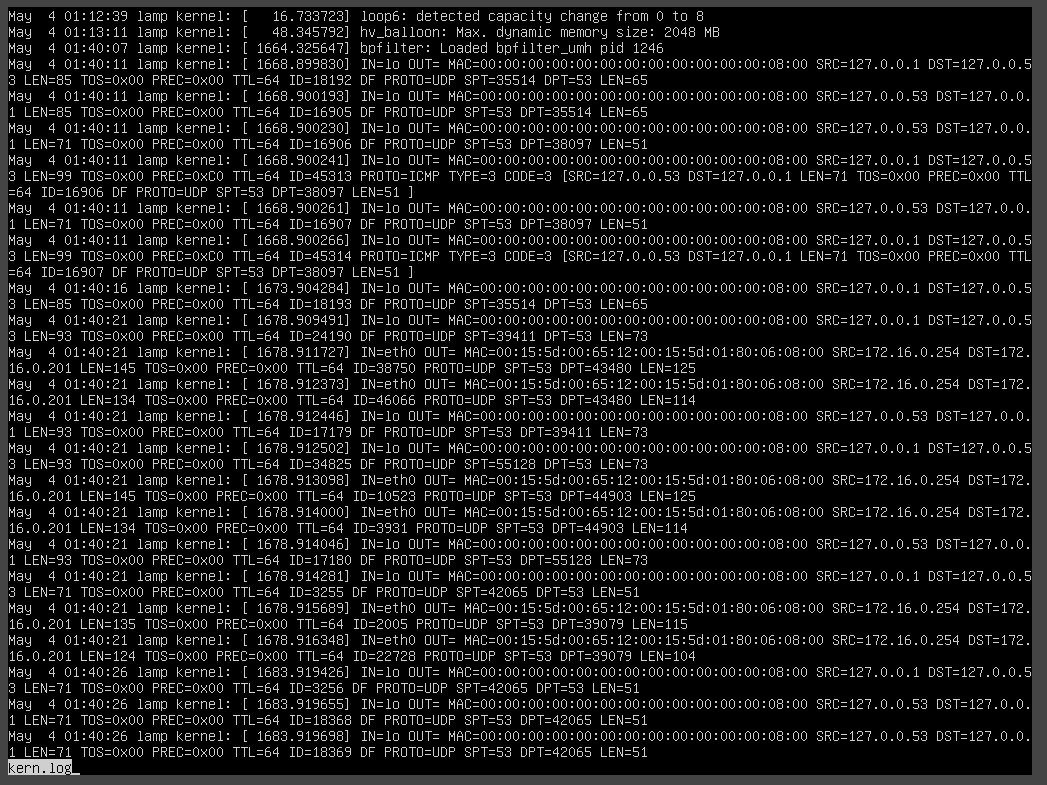 May  4 01:12:39 lamp kernel: [   16.733723] loop6: detected capacity change from 0 to 8
May  4 01:13:11 lamp kernel: [   48.345792] hv_balloon: Max. dynamic memory size: 2048 MB
May  4 01:40:07 lamp kernel: [ 1664.325647] bpfilter: Loaded bpfilter_umh pid 1246
May  4 01:40:11 lamp kernel: [ 1668.899830] IN=lo OUT= MAC=00:00:00:00:00:00:00:00:00:00:00:00:08:00 SRC=127.0.0.1 DST=127.0.0.5
3 LEN=85 TOS=0x00 PREC=0x00 TTL=64 ID=18192 DF PROTO=UDP SPT=35514 DPT=53 LEN=65
May  4 01:40:11 lamp kernel: [ 1668.900193] IN=lo OUT= MAC=00:00:00:00:00:00:00:00:00:00:00:00:08:00 SRC=127.0.0.53 DST=127.0.0.
1 LEN=85 TOS=0x00 PREC=0x00 TTL=64 ID=16905 DF PROTO=UDP SPT=53 DPT=35514 LEN=65
May  4 01:40:11 lamp kernel: [ 1668.900230] IN=lo OUT= MAC=00:00:00:00:00:00:00:00:00:00:00:00:08:00 SRC=127.0.0.53 DST=127.0.0.
1 LEN=71 TOS=0x00 PREC=0x00 TTL=64 ID=16906 DF PROTO=UDP SPT=53 DPT=38097 LEN=51
May  4 01:40:11 lamp kernel: [ 1668.900241] IN=lo OUT= MAC=00:00:00:00:00:00:00:00:00:00:00:00:08:00 SRC=127.0.0.1 DST=127.0.0.5
3 LEN=99 TOS=0x00 PREC=0xC0 TTL=64 ID=45313 PROTO=ICMP TYPE=3 CODE=3 [SRC=127.0.0.53 DST=127.0.0.1 LEN=71 TOS=0x00 PREC=0x00 TTL
=64 ID=16906 DF PROTO=UDP SPT=53 DPT=38097 LEN=51 ]
May  4 01:40:11 lamp kernel: [ 1668.900261] IN=lo OUT= MAC=00:00:00:00:00:00:00:00:00:00:00:00:08:00 SRC=127.0.0.53 DST=127.0.0.
1 LEN=71 TOS=0x00 PREC=0x00 TTL=64 ID=16907 DF PROTO=UDP SPT=53 DPT=38097 LEN=51
May  4 01:40:11 lamp kernel: [ 1668.900266] IN=lo OUT= MAC=00:00:00:00:00:00:00:00:00:00:00:00:08:00 SRC=127.0.0.1 DST=127.0.0.5
3 LEN=99 TOS=0x00 PREC=0xC0 TTL=64 ID=45314 PROTO=ICMP TYPE=3 CODE=3 [SRC=127.0.0.53 DST=127.0.0.1 LEN=71 TOS=0x00 PREC=0x00 TTL
=64 ID=16907 DF PROTO=UDP SPT=53 DPT=38097 LEN=51 ]
May  4 01:40:16 lamp kernel: [ 1673.904284] IN=lo OUT= MAC=00:00:00:00:00:00:00:00:00:00:00:00:08:00 SRC=127.0.0.1 DST=127.0.0.5
3 LEN=85 TOS=0x00 PREC=0x00 TTL=64 ID=18193 DF PROTO=UDP SPT=35514 DPT=53 LEN=65
May  4 01:40:21 lamp kernel: [ 1678.909491] IN=lo OUT= MAC=00:00:00:00:00:00:00:00:00:00:00:00:08:00 SRC=127.0.0.1 DST=127.0.0.5
3 LEN=93 TOS=0x00 PREC=0x00 TTL=64 ID=24190 DF PROTO=UDP SPT=39411 DPT=53 LEN=73
May  4 01:40:21 lamp kernel: [ 1678.911727] IN=eth0 OUT= MAC=00:15:5d:00:65:12:00:15:5d:01:80:06:08:00 SRC=172.16.0.254 DST=172.
16.0.201 LEN=145 TOS=0x00 PREC=0x00 TTL=64 ID=38750 PROTO=UDP SPT=53 DPT=43480 LEN=125
May  4 01:40:21 lamp kernel: [ 1678.912373] IN=eth0 OUT= MAC=00:15:5d:00:65:12:00:15:5d:01:80:06:08:00 SRC=172.16.0.254 DST=172.
16.0.201 LEN=134 TOS=0x00 PREC=0x00 TTL=64 ID=46066 PROTO=UDP SPT=53 DPT=43480 LEN=114
May  4 01:40:21 lamp kernel: [ 1678.912446] IN=lo OUT= MAC=00:00:00:00:00:00:00:00:00:00:00:00:08:00 SRC=127.0.0.53 DST=127.0.0.
1 LEN=93 TOS=0x00 PREC=0x00 TTL=64 ID=17179 DF PROTO=UDP SPT=53 DPT=39411 LEN=73
May  4 01:40:21 lamp kernel: [ 1678.912502] IN=lo OUT= MAC=00:00:00:00:00:00:00:00:00:00:00:00:08:00 SRC=127.0.0.1 DST=127.0.0.5
3 LEN=93 TOS=0x00 PREC=0x00 TTL=64 ID=34825 DF PROTO=UDP SPT=55128 DPT=53 LEN=73
May  4 01:40:21 lamp kernel: [ 1678.913098] IN=eth0 OUT= MAC=00:15:5d:00:65:12:00:15:5d:01:80:06:08:00 SRC=172.16.0.254 DST=172.
16.0.201 LEN=145 TOS=0x00 PREC=0x00 TTL=64 ID=10523 PROTO=UDP SPT=53 DPT=44903 LEN=125
May  4 01:40:21 lamp kernel: [ 1678.914000] IN=eth0 OUT= MAC=00:15:5d:00:65:12:00:15:5d:01:80:06:08:00 SRC=172.16.0.254 DST=172.
16.0.201 LEN=134 TOS=0x00 PREC=0x00 TTL=64 ID=3931 PROTO=UDP SPT=53 DPT=44903 LEN=114
May  4 01:40:21 lamp kernel: [ 1678.914046] IN=lo OUT= MAC=00:00:00:00:00:00:00:00:00:00:00:00:08:00 SRC=127.0.0.53 DST=127.0.0.
1 LEN=93 TOS=0x00 PREC=0x00 TTL=64 ID=17180 DF PROTO=UDP SPT=53 DPT=55128 LEN=73
May  4 01:40:21 lamp kernel: [ 1678.914281] IN=lo OUT= MAC=00:00:00:00:00:00:00:00:00:00:00:00:08:00 SRC=127.0.0.1 DST=127.0.0.5
3 LEN=71 TOS=0x00 PREC=0x00 TTL=64 ID=3255 DF PROTO=UDP SPT=42065 DPT=53 LEN=51
May  4 01:40:21 lamp kernel: [ 1678.915689] IN=eth0 OUT= MAC=00:15:5d:00:65:12:00:15:5d:01:80:06:08:00 SRC=172.16.0.254 DST=172.
16.0.201 LEN=135 TOS=0x00 PREC=0x00 TTL=64 ID=2005 PROTO=UDP SPT=53 DPT=39079 LEN=115
May  4 01:40:21 lamp kernel: [ 1678.916348] IN=eth0 OUT= MAC=00:15:5d:00:65:12:00:15:5d:01:80:06:08:00 SRC=172.16.0.254 DST=172.
16.0.201 LEN=124 TOS=0x00 PREC=0x00 TTL=64 ID=22728 PROTO=UDP SPT=53 DPT=39079 LEN=104
May  4 01:40:26 lamp kernel: [ 1683.919426] IN=lo OUT= MAC=00:00:00:00:00:00:00:00:00:00:00:00:08:00 SRC=127.0.0.1 DST=127.0.0.5
3 LEN=71 TOS=0x00 PREC=0x00 TTL=64 ID=3256 DF PROTO=UDP SPT=42065 DPT=53 LEN=51
May  4 01:40:26 lamp kernel: [ 1683.919655] IN=lo OUT= MAC=00:00:00:00:00:00:00:00:00:00:00:00:08:00 SRC=127.0.0.53 DST=127.0.0.
1 LEN=71 TOS=0x00 PREC=0x00 TTL=64 ID=18368 DF PROTO=UDP SPT=53 DPT=42065 LEN=51
May  4 01:40:26 lamp kernel: [ 1683.919698] IN=lo OUT= MAC=00:00:00:00:00:00:00:00:00:00:00:00:08:00 SRC=127.0.0.53 DST=127.0.0.
1 LEN=71 TOS=0x00 PREC=0x00 TTL=64 ID=18369 DF PROTO=UDP SPT=53 DPT=42065 LEN=51
kern.log